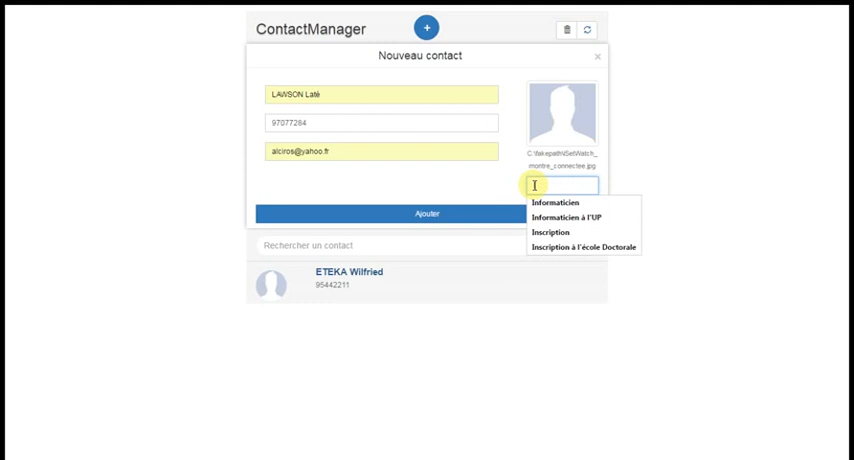 ContactManager
+
Nouveau contact
×
LAWSON Latè
97077284
alciros@yahoo.fr
C:\fakepath\iSetWatch_
montre_connectee.jpg
Informaticien
Informaticien à l'UP
Inscription
Inscription à l'école Doctorale
Ajouter
Rechercher un contact
ETEKA Wilfried
95442211